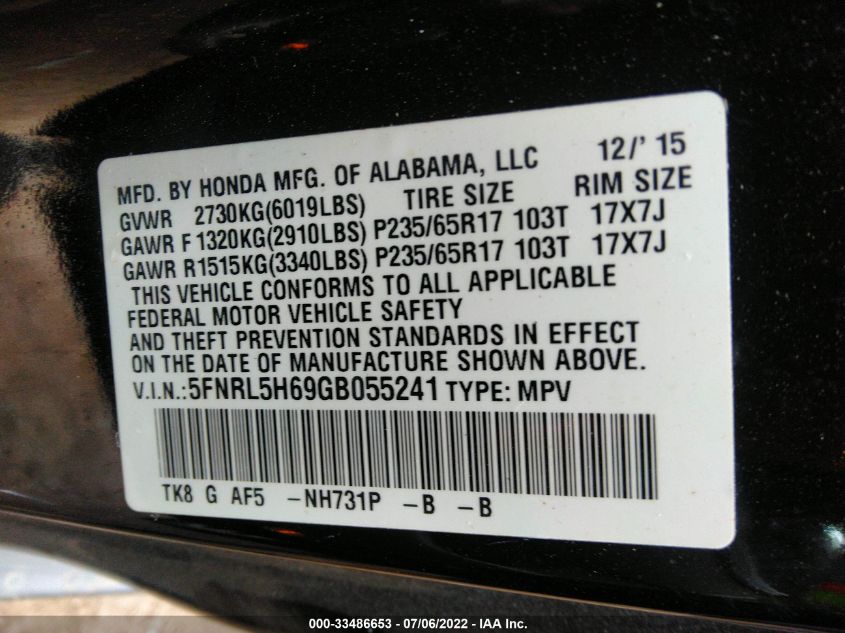 MFD. BY HONDA MFG. OF ALABAMA, LLC 12/' 15
GVWR 2730KG(6019LBS) TIRE SIZE RIM SIZE
GAWR F1320KG(2910LBS) P235/65R17 103T 17X7J
GAWR R1515KG(3340LBS) P235/65R17 103T 17X7J
THIS VEHICLE CONFORMS TO ALL APPLICABLE
FEDERAL MOTOR VEHICLE SAFETY
AND THEFT PREVENTION STANDARDS IN EFFECT
ON THE DATE OF MANUFACTURE SHOWN ABOVE.
V.I.N.:5FNRL5H69GB055241 TYPE: MPV
TK8 G AF5 -NH731P -B -B
000-33486653 - 07/06/2022 - IAA Inc.